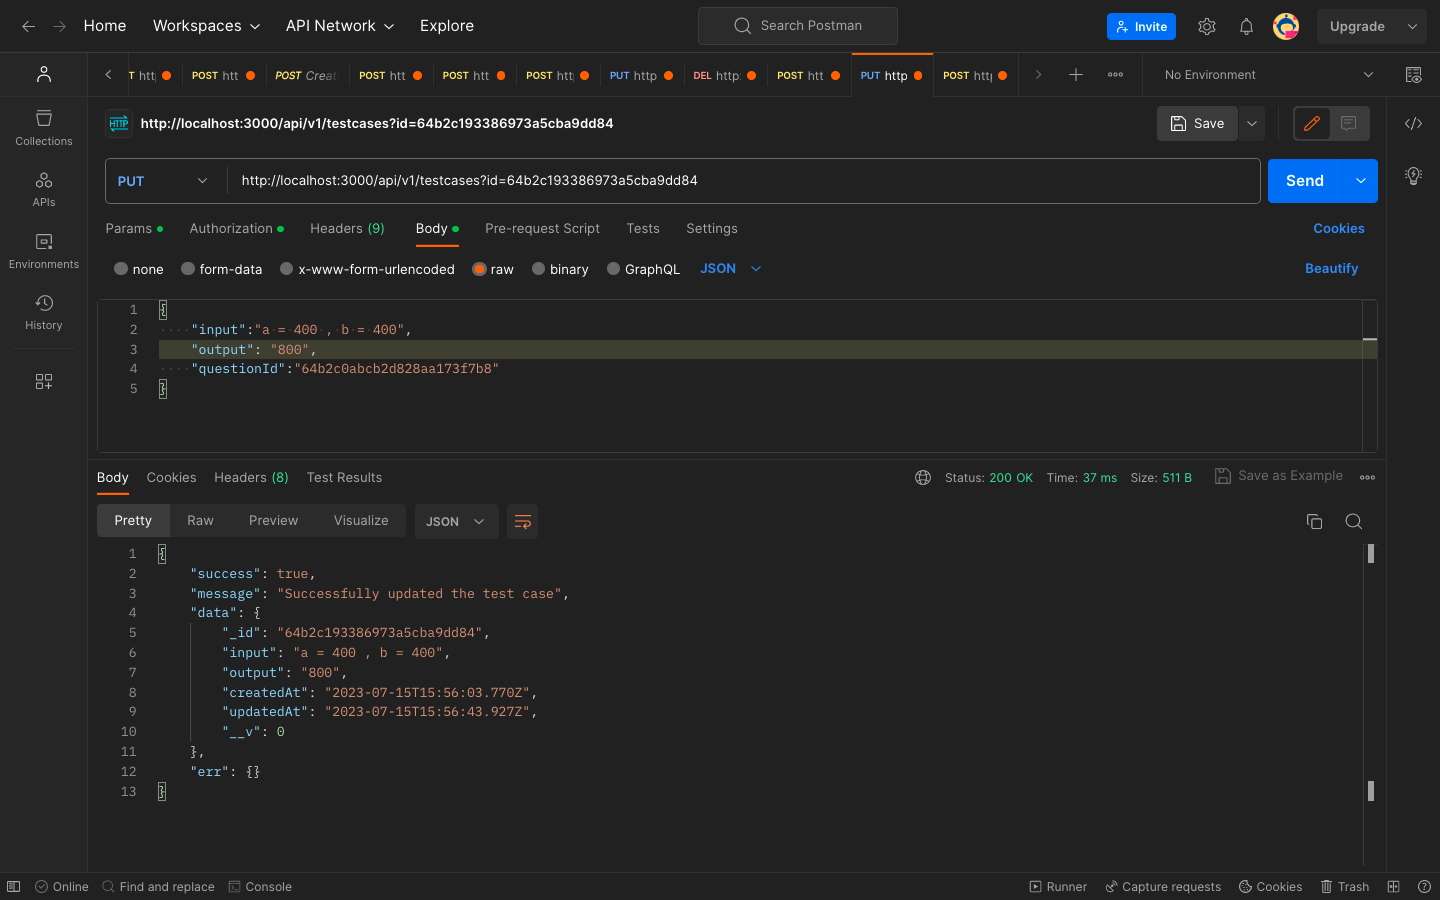 Home Workspaces API Network Explore Search Postman Invite Upgrade
POST htt POST POST htt POST htt POST htt PUT http DEL http POST htt PUT http POST htt No Environment
HTTP http://localhost:3000/api/v1/testcases?id=64b2c193386973a5cba9dd84 Save
Collections
APIs
Environments
History
PUT http://localhost:3000/api/v1/testcases?id=64b2c193386973a5cba9dd84 Send
Params Authorization Headers (9) Body Pre-request Script Tests Settings Cookies
none form-data x-www-form-urlencoded raw binary GraphQL JSON Beautify
1 {
2 "input":"a = 400 , b = 400",
3 "output": "800",
4 "questionId":"64b2c0abcb2d828aa173f7b8"
5 }
Body Cookies Headers (8) Test Results Status: 200 OK Time: 37 ms Size: 511 B Save as Example
Pretty Raw Preview Visualize JSON
1 {
2 "success": true,
3 "message": "Successfully updated the test case",
4 "data": {
5 "_id": "64b2c193386973a5cba9dd84",
6 "input": "a = 400 , b = 400",
7 "output": "800",
8 "createdAt": "2023-07-15T15:56:03.770Z",
9 "updatedAt": "2023-07-15T15:56:43.927Z",
10 "__v": 0
11 },
12 "err": {}
13 }
Online Find and replace Console Runner Capture requests Cookies Trash